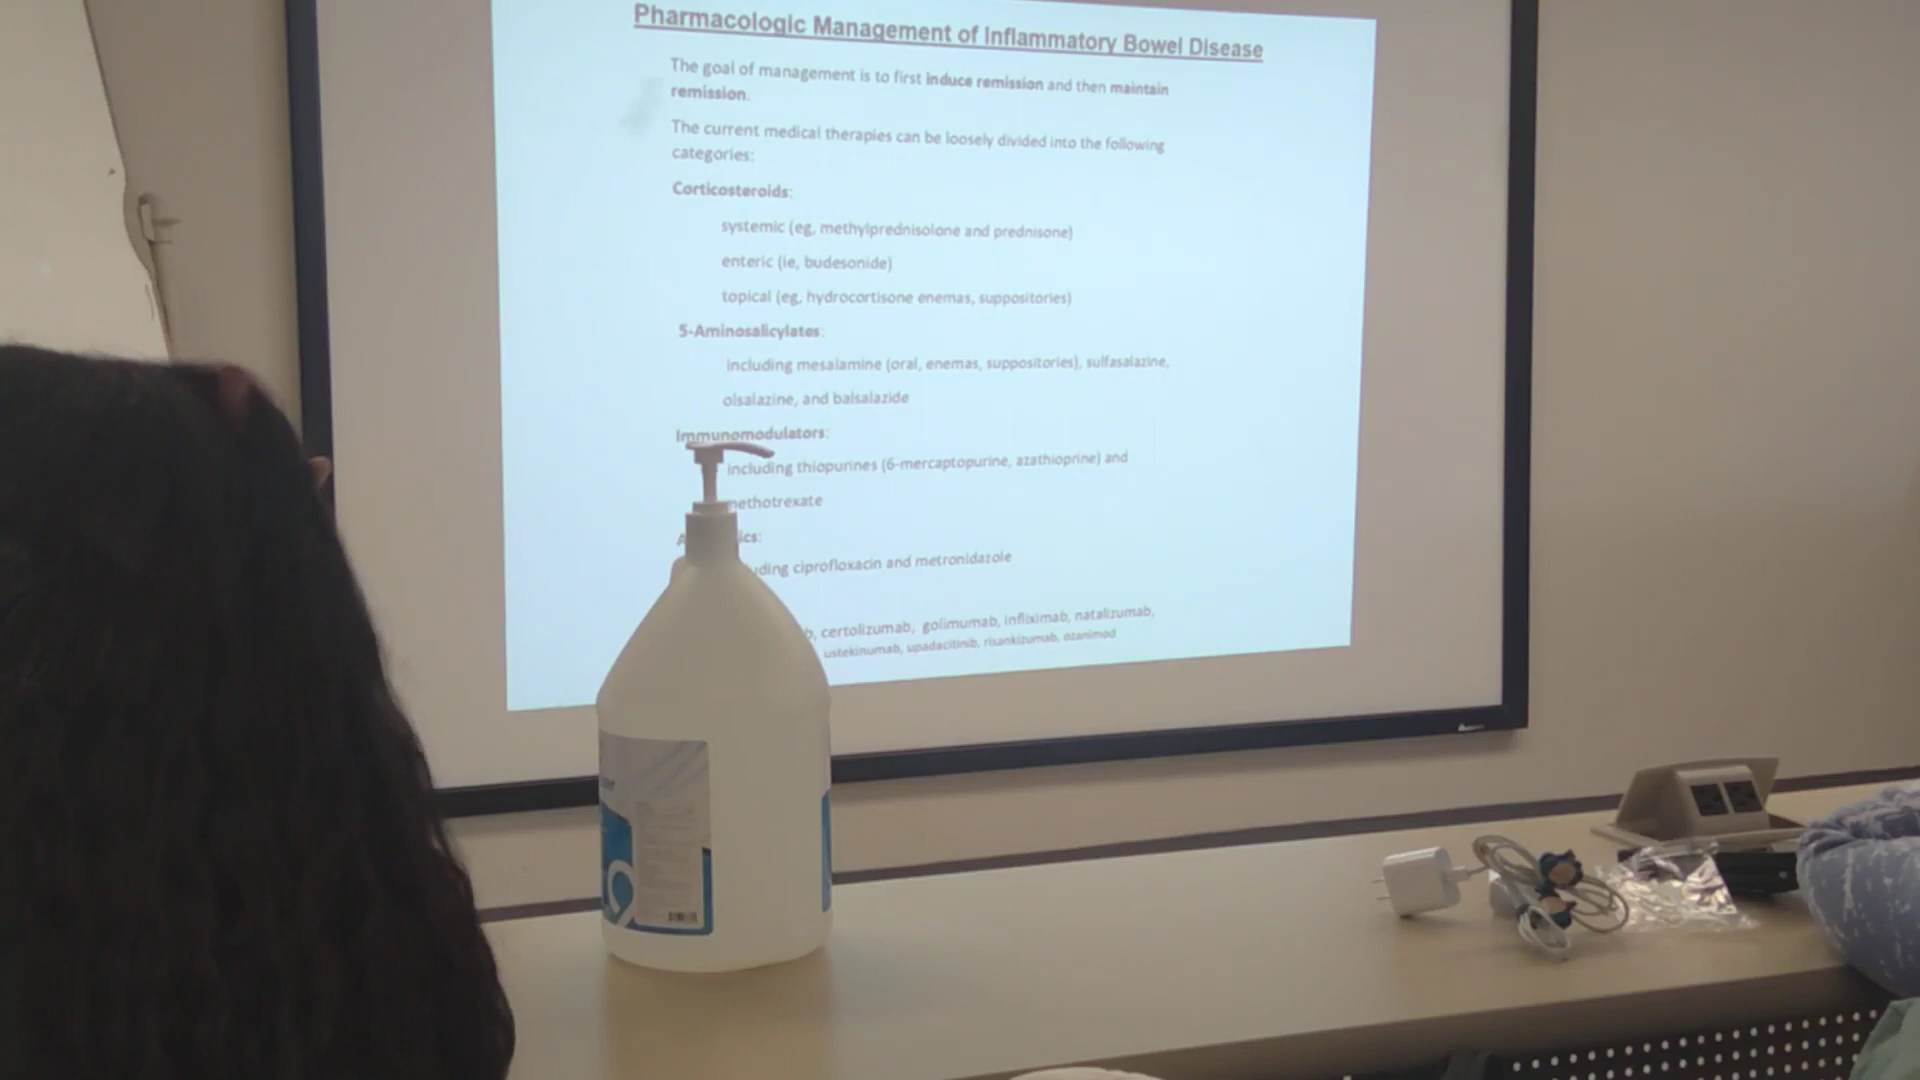 Pharmacologic Management of Inflammatory Bowel Disease
The goal of management is to first induce remission and then maintain
remission.
The current medical therapies can be loosely divided into the following
categories:
Corticosteroids:
systemic (eg, methylprednisolone and prednisone)
enteric (ie, budesonide)
topical (eg, hydrocortisone enemas, suppositories)
5-Aminosalicylates:
including mesalamine (oral, enemas, suppositories), sulfasalazine,
olsalazine, and balsalazide
Immunomodulators:
including thiopurines (6-mercaptopurine, azathioprine) and
methotrexate
ciprofloxacin and metronidazole
certolizumab, golimumab, infliximab, natalizumab,
ustekinumab, upadacitinib, risankizumab, ozanimod